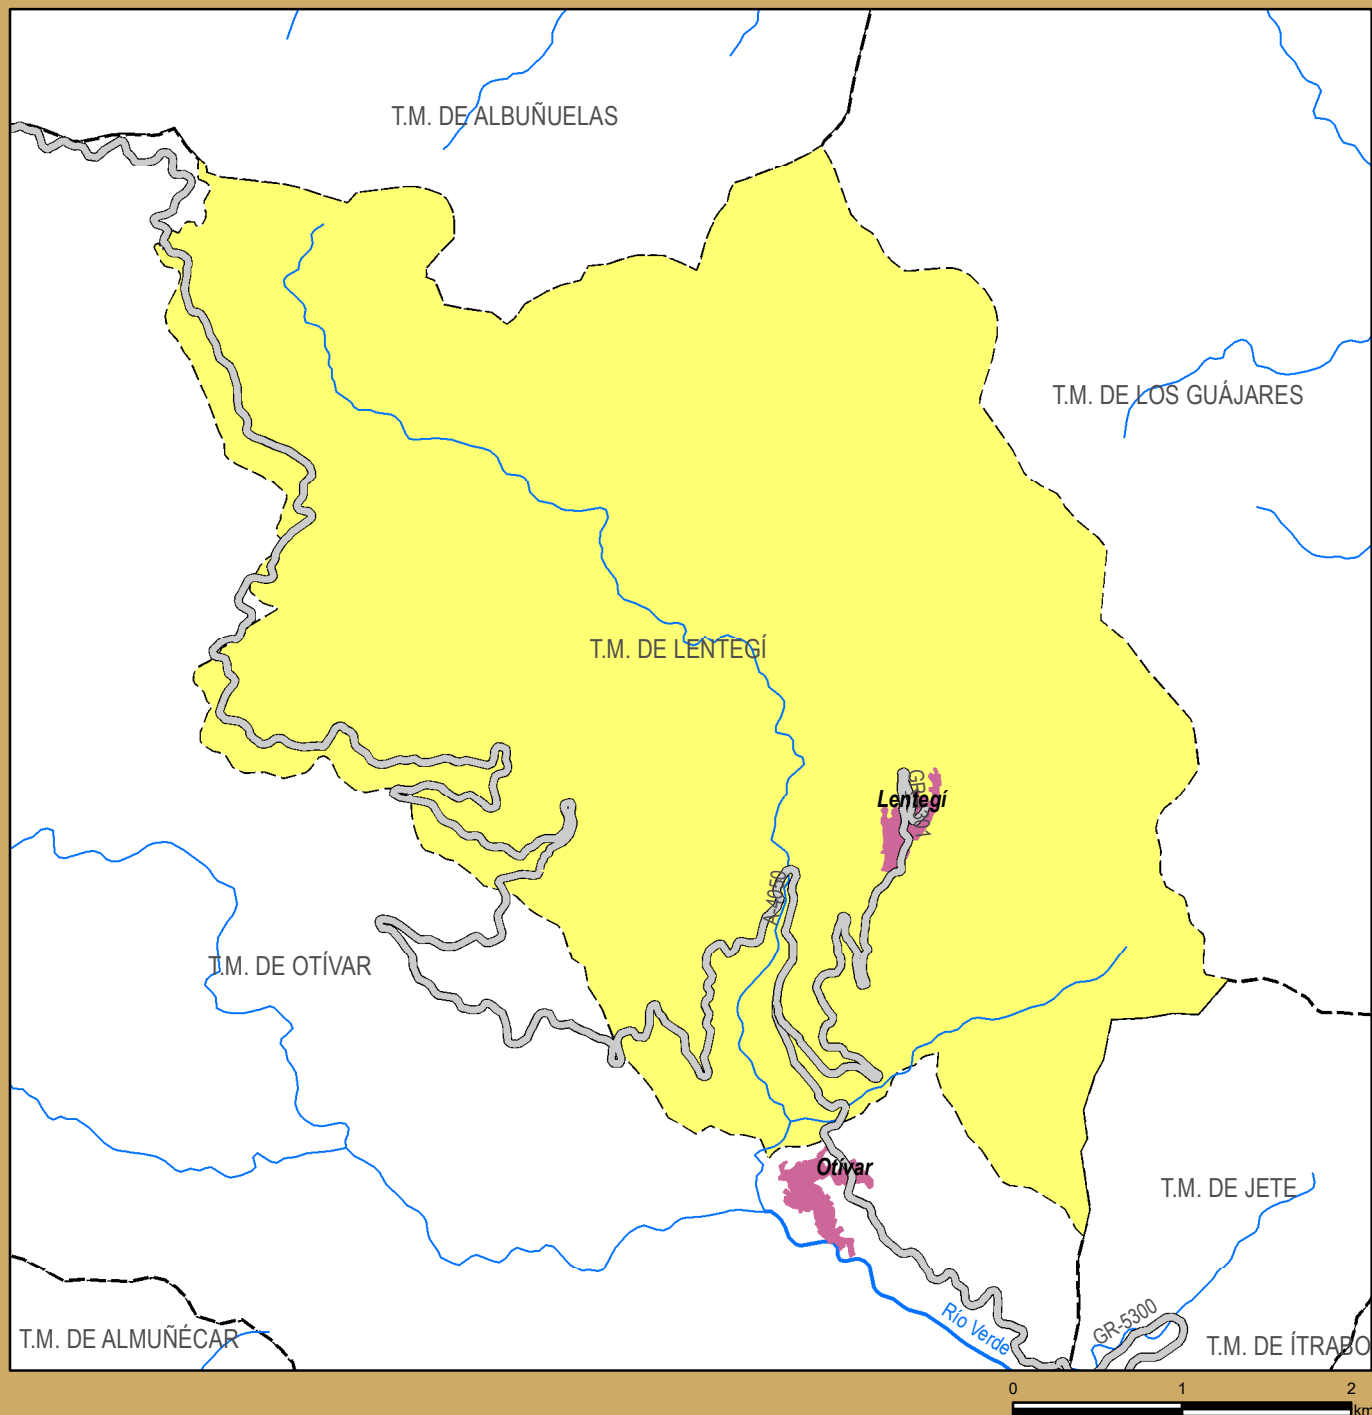 T.M. DE ALBUÑUELAS
T.M. DE LOS GUÁJARES
T.M. DE LENTEGÍ
Lentegí
A-4050
T.M. DE OTÍVAR
Otívar
T.M. DE JETE
Río Verde
GR-5300
T.M. DE ALMUÑÉCAR
T.M. DE ÍTRABO
0 1 2
km